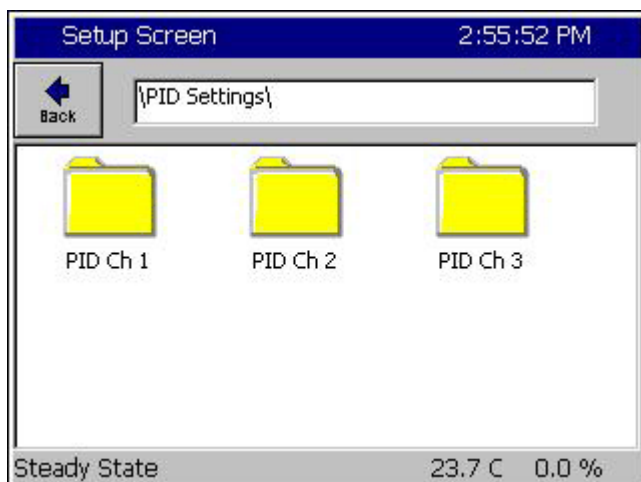 Setup Screen 2:55:52 PM
Back
\PID Settings\
PID Ch 1 PID Ch 2 PID Ch 3
Steady State 23.7 C 0.0 %